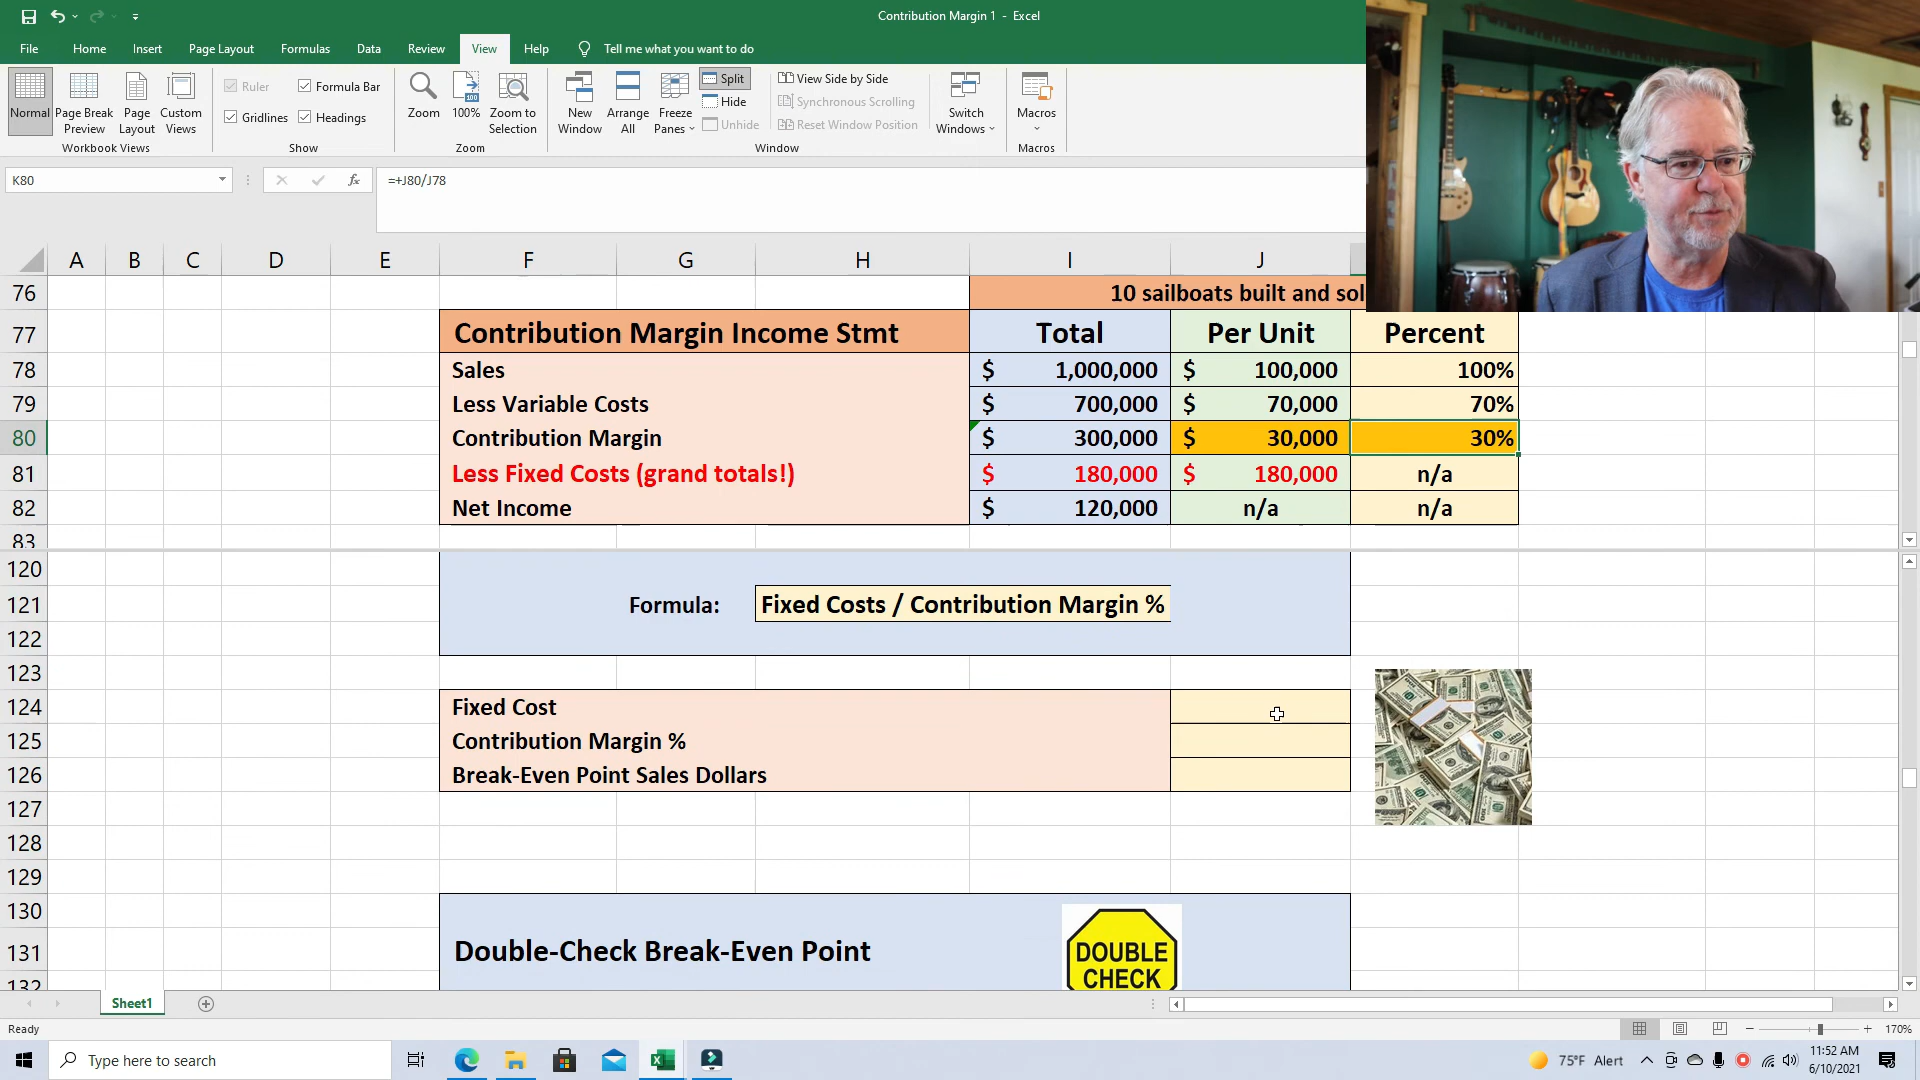 Contribution Margin 1 - Excel
File Home Insert Page Layout Formulas Data Review View Help Tell me what you want to do
Normal
Page Break Preview
Page Layout
Custom Views
Workbook Views
Ruler
Formula Bar
Gridlines
Headings
Show
Zoom
100%
Zoom to Selection
Zoom
New Window
Arrange All
Freeze Panes
Split
Hide
Unhide
View Side by Side
Synchronous Scrolling
Reset Window Position
Window
Switch Windows
Macros
Macros
K80
fx
=+J80/J78
A B C D E F G H I J
76 10 sailboats built and sol
77 Contribution Margin Income Stmt Total Per Unit Percent
78 Sales $ 1,000,000 $ 100,000 100%
79 Less Variable Costs $ 700,000 $ 70,000 70%
80 Contribution Margin $ 300,000 $ 30,000 30%
81 Less Fixed Costs (grand totals!) $ 180,000 $ 180,000 n/a
82 Net Income $ 120,000 n/a n/a
83
120
121 Formula: Fixed Costs / Contribution Margin %
122
123
124 Fixed Cost
125 Contribution Margin %
126 Break-Even Point Sales Dollars
127
128
129
130
131 Double-Check Break-Even Point
DOUBLE
CHECK
132
Sheet1
Ready
170%
Type here to search
75°F Alert
11:52 AM
6/10/2021